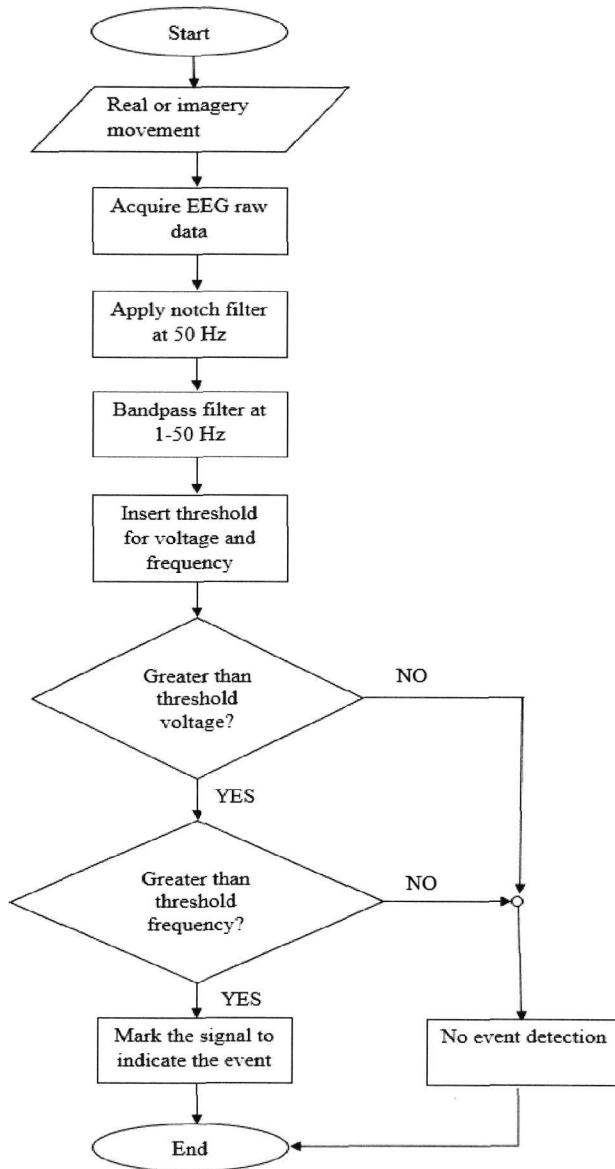 Start
Real or imagery
movement
Acquire EEG raw
data
Apply notch filter
at 50 Hz
Bandpass filter at
1-50 Hz
Insert threshold
for voltage and
frequency
Greater than
threshold
voltage?
NO
YES
Greater than
threshold
frequency?
NO
YES
Mark the signal to
indicate the event
No event detection
End